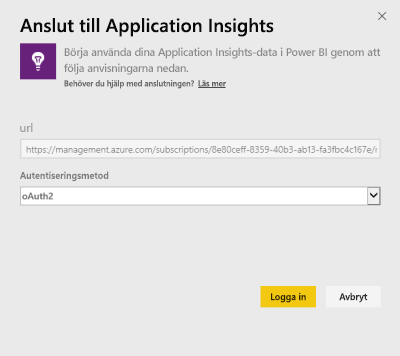 Anslut till Application Insights
Börja använda dina Application Insights-data i Power BI genom att
följa anvisningarna nedan.
Behöver du hjälp med anslutningen? Läs mer
url
https://management.azure.com/subscriptions/8e80ceff-8359-40b3-ab13-fa3fbc4c167e/r
Autentiseringsmetod
oAuth2
Logga in Avbryt